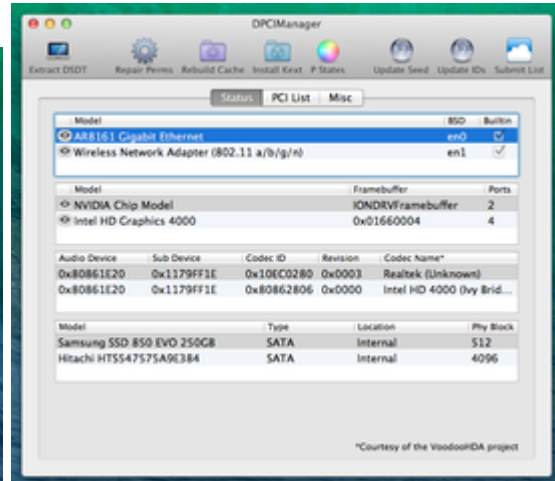 DPCIManager
Extract DSDT Repair Perms Rebuild Cache Install Kext P States Update Seed Update IDs Submit List
Status PCI List Misc
Model BSD Builtin
AR8161 Gigabit Ethernet en0
Wireless Network Adapter (802.11 a/b/g/n) en1
Model Framebuffer Ports
NVIDIA Chip Model IONDRVFramebuffer 2
Intel HD Graphics 4000 0x01660004 4
Audio Device Sub Device Codec ID Revision Codec Name*
0x80861E20 0x1179FF1E 0x10EC0280 0x0003 Realtek (Unknown)
0x80861E20 0x1179FF1E 0x80862806 0x0000 Intel HD 4000 (Ivy Brid...
Model Type Location Phy Block
Samsung SSD 850 EVO 250GB SATA Internal 512
Hitachi HTS547575A9E384 SATA Internal 4096
*Courtesy of the VoodooHDA project